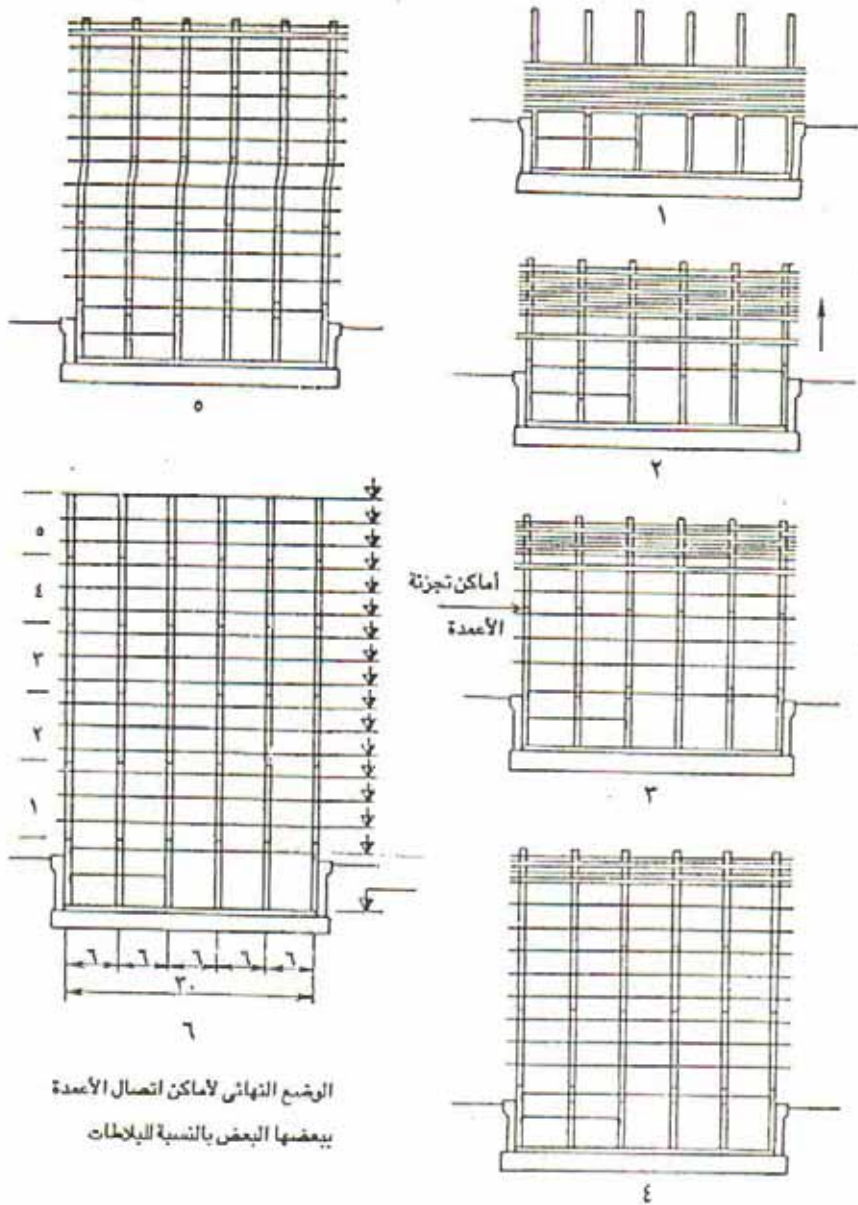 ١
٢
أماكن تجزئة
الأعمدة
٣
٤
٥
٥
٤
٣
٢
١
٦ ٦ ٦ ٦ ٦
٣٠
٦
الوضع النهائى لأماكن اتصال الأعمدة
ببعضها البعض بالنسبة للبلاطات